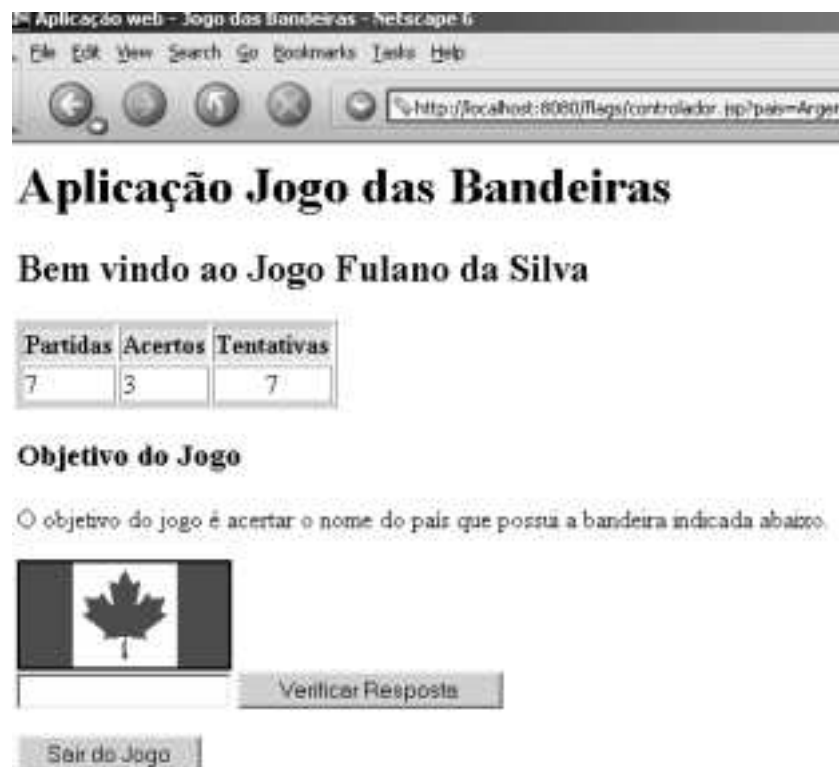 Aplicação web - Jogo das Bandeiras - Netscape 6
File Edit View Search Go Bookmarks Tasks Help
http://localhost:8080/flags/controlador.jsp?pais=Argen
Aplicação Jogo das Bandeiras
Bem vindo ao Jogo Fulano da Silva
Partidas Acertos Tentativas
7 3 7
Objetivo do Jogo
O objetivo do jogo é acertar o nome do país que possui a bandeira indicada abaixo.
Verificar Resposta
Sair do Jogo